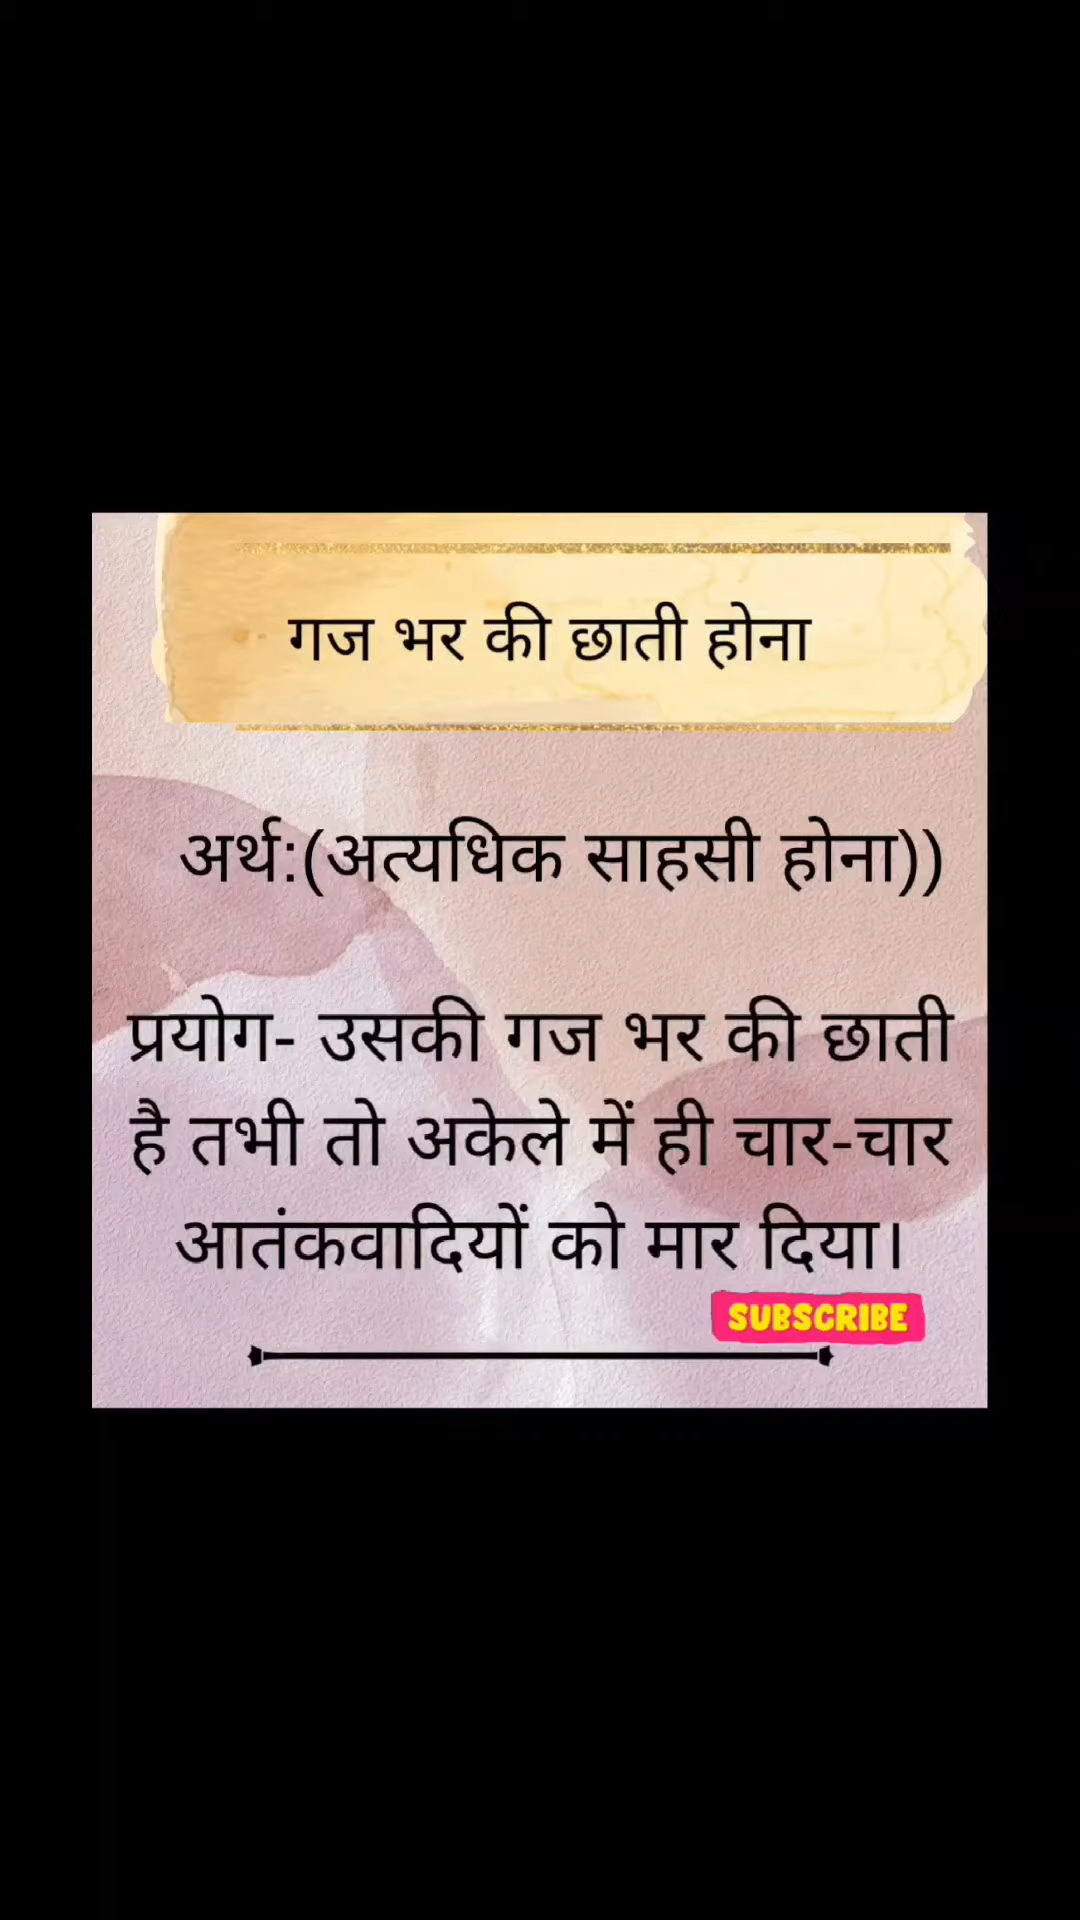 गज भर की छाती होना
अर्थ:(अत्यधिक साहसी होना))
प्रयोग- उसकी गज भर की छाती
है तभी तो अकेले में ही चार-चार
आतंकवादियों को मार दिया।
SUBSCRIBE